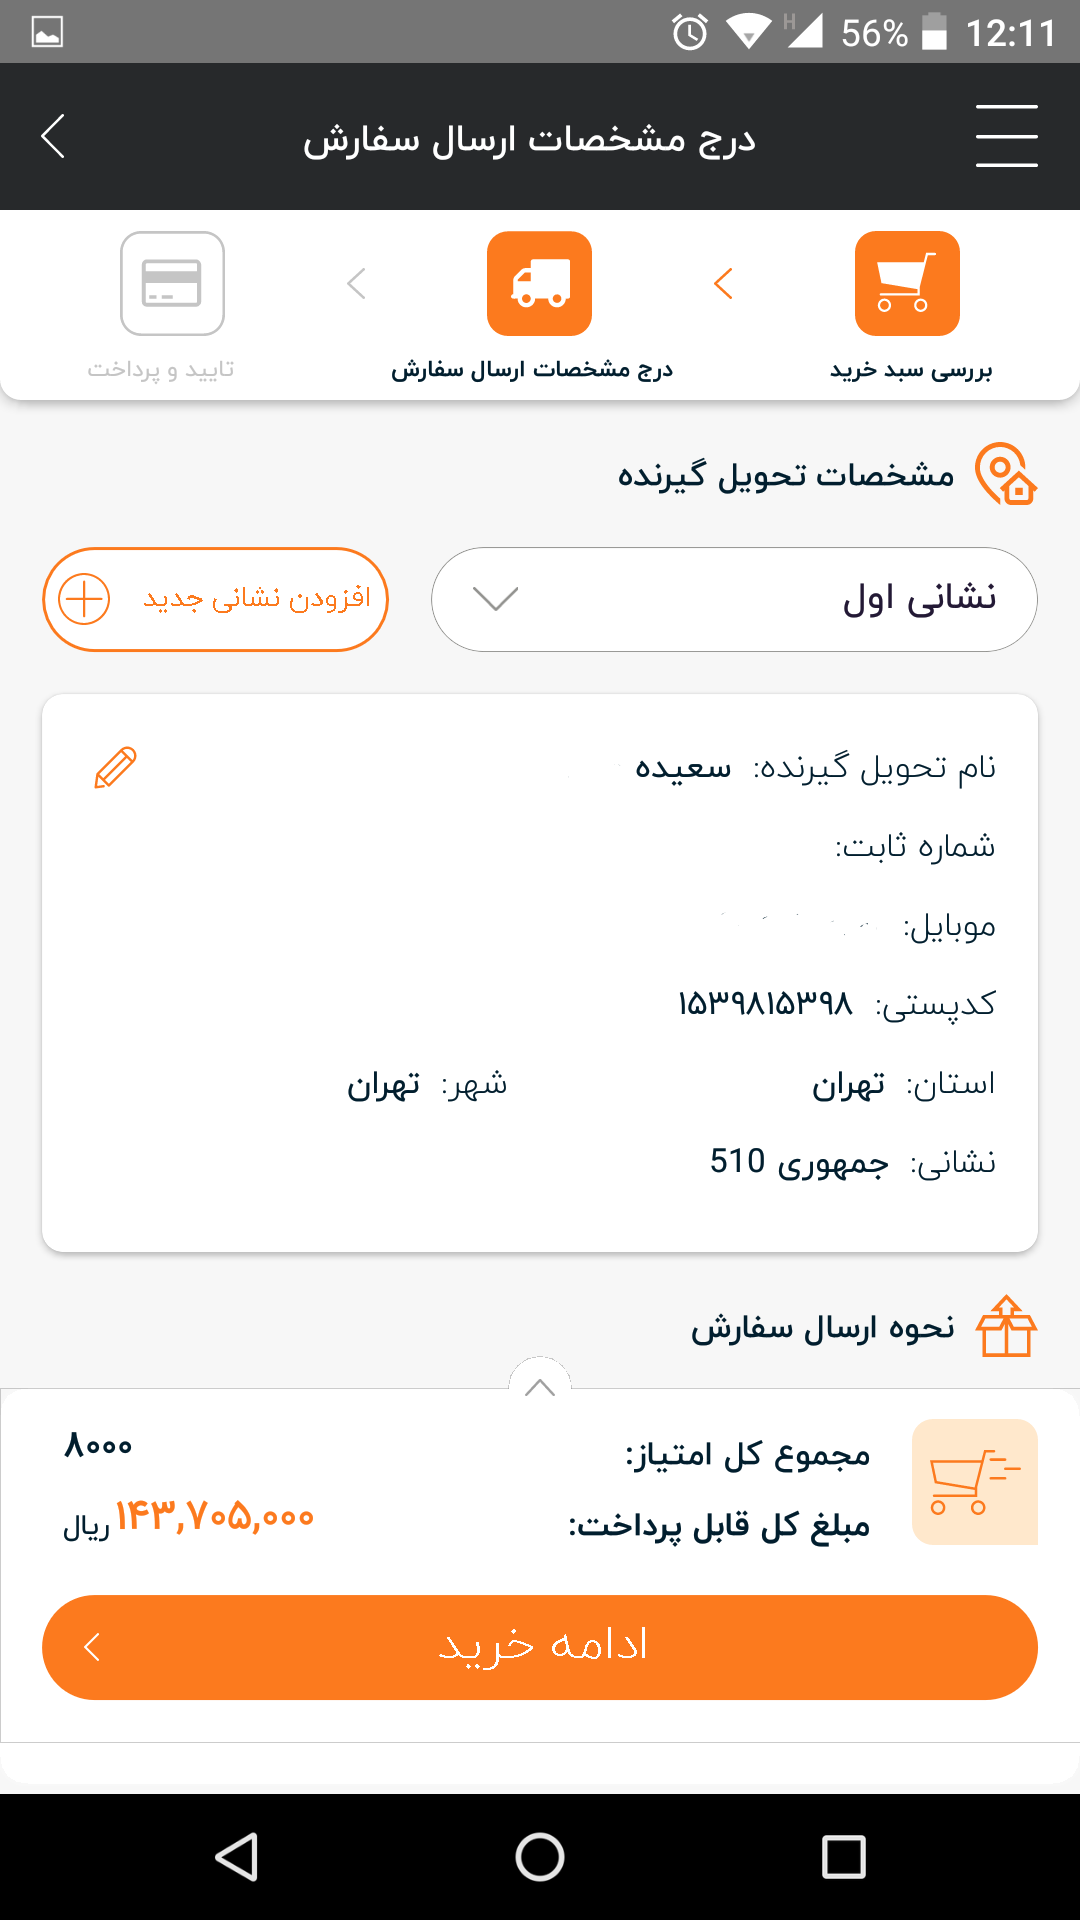 56% 12:11
درج مشخصات ارسال سفارش
بررسی سبد خرید
درج مشخصات ارسال سفارش
تایید و پرداخت
مشخصات تحویل گیرنده
نشانی اول
افزودن نشانی جدید
نام تحویل گیرنده: سعیده
شماره ثابت:
موبایل:
کدپستی: ۱۵۳۹۸۱۵۳۹۸
استان: تهران شهر: تهران
نشانی: جمهوری 510
نحوه ارسال سفارش
مجموع کل امتیاز: ۸۰۰۰
مبلغ کل قابل پرداخت: ۱۴۳,۷۰۵,۰۰۰ ریال
ادامه خرید